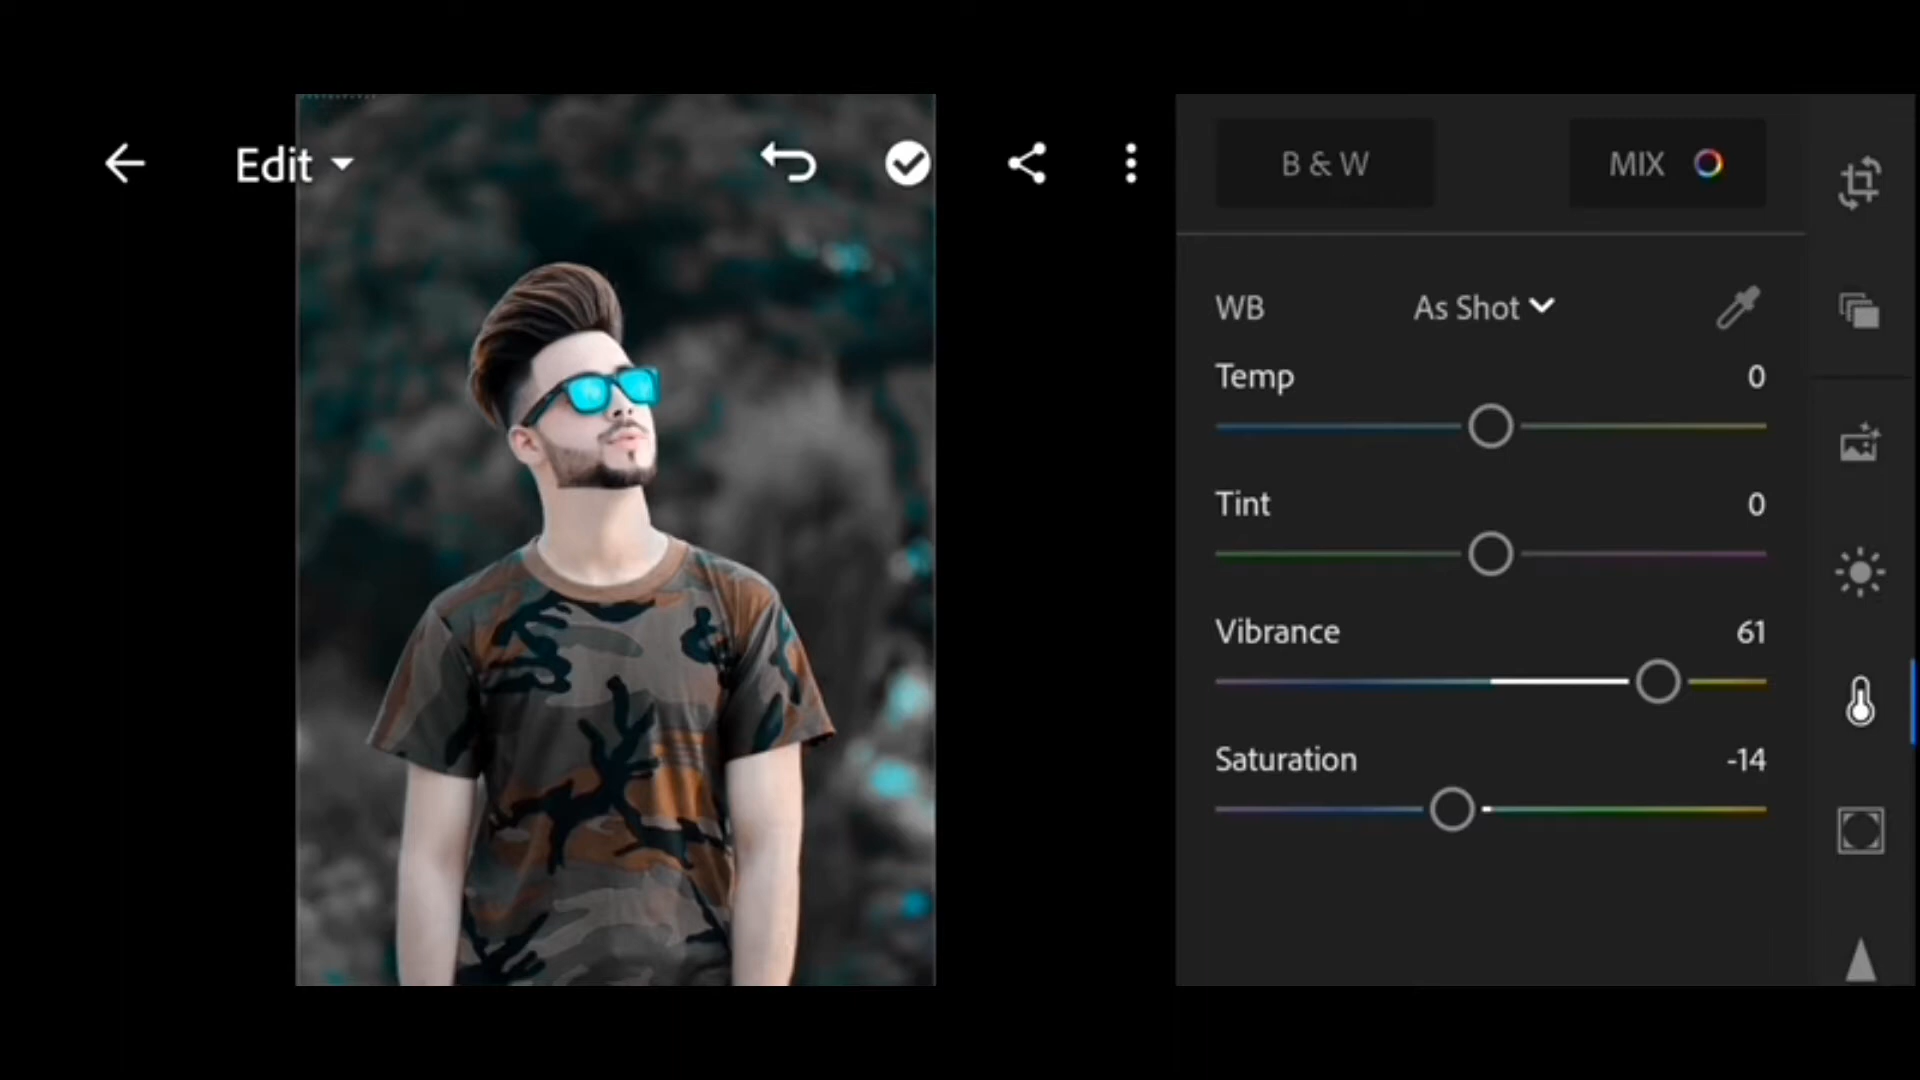 Edit
B & W
MIX
WB
As Shot
Temp
0
Tint
0
Vibrance
61
Saturation
-14